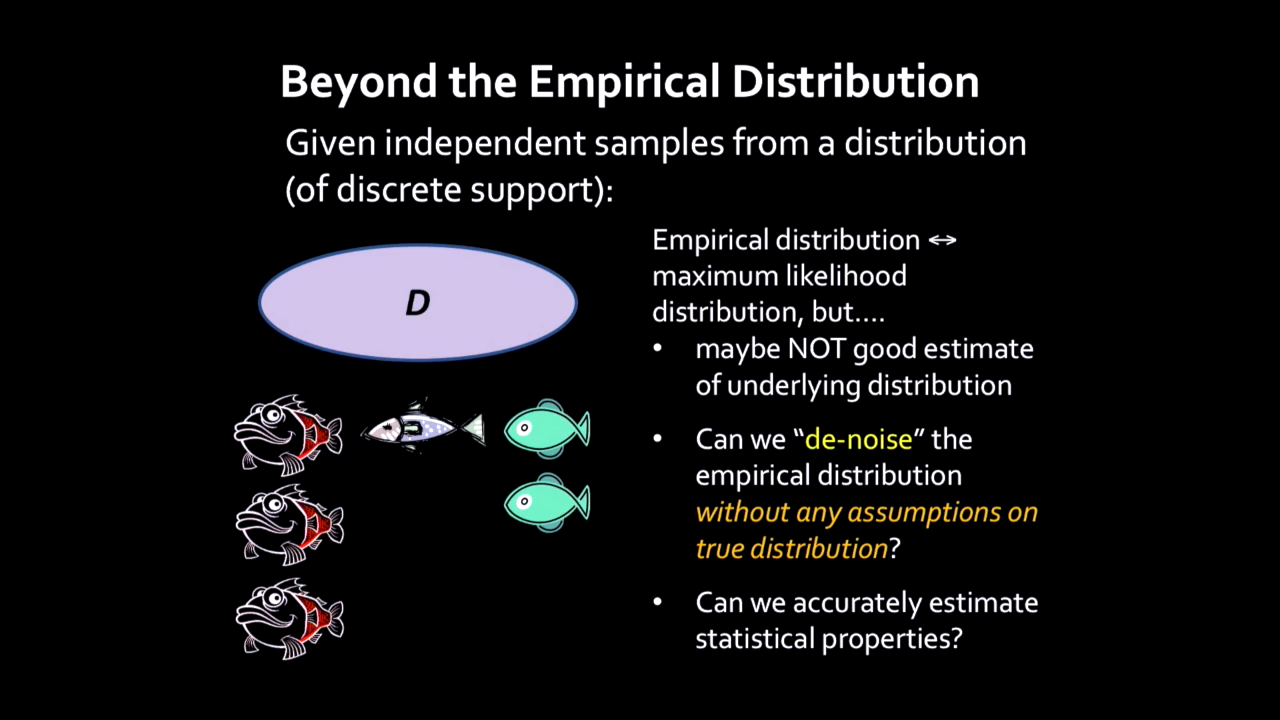 Beyond the Empirical Distribution
Given independent samples from a distribution
(of discrete support):
D
Empirical distribution ⇔
maximum likelihood
distribution, but....
• maybe NOT good estimate
of underlying distribution
• Can we “de-noise” the
empirical distribution
without any assumptions on
true distribution?
• Can we accurately estimate
statistical properties?